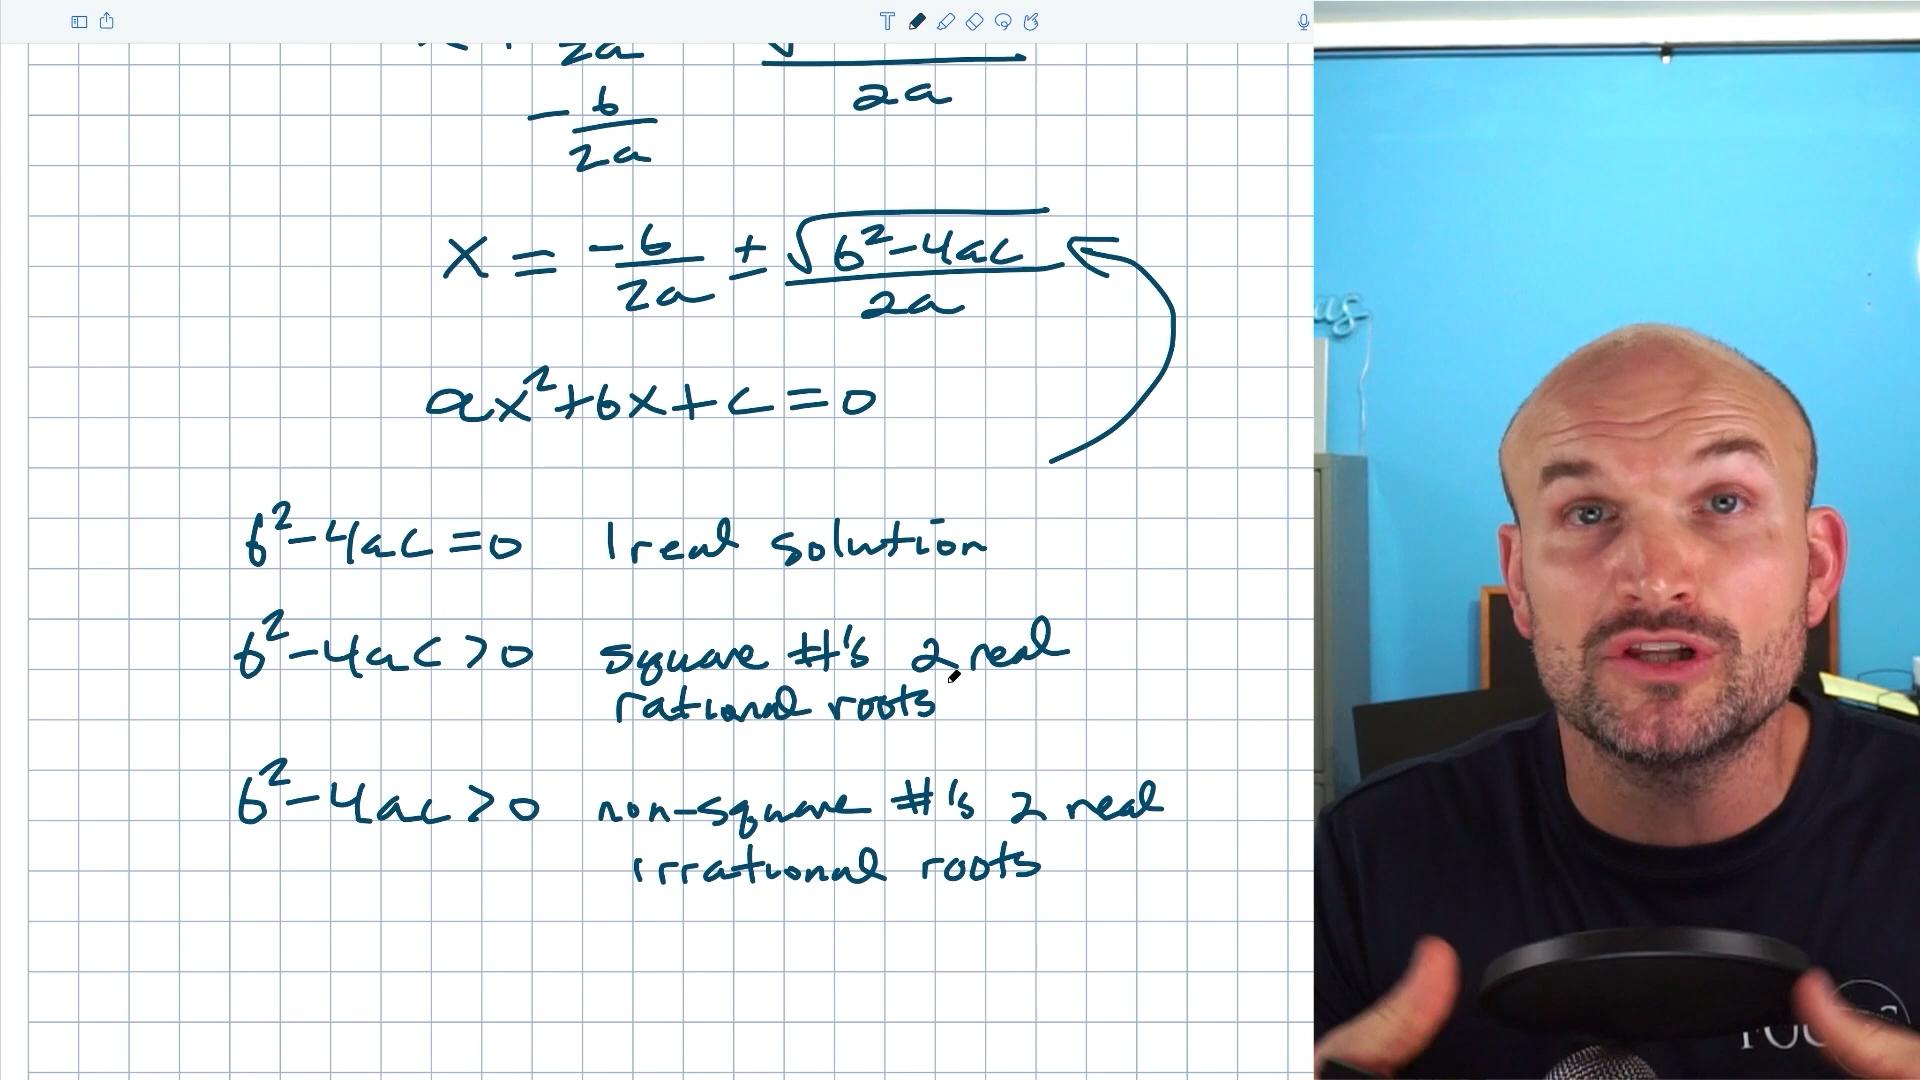 2a
2a
- b
2a
x = -b/2a ± √b²-4ac/2a
ax²+bx+c=0
b²-4ac=0 1 real solution
b²-4ac>0 square #'s 2 real
rational roots
b²-4ac>0 non-square #'s 2 real
irrational roots
us